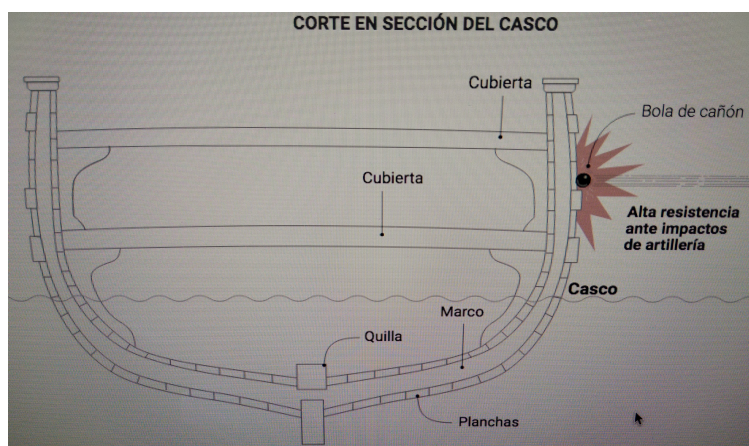 CORTE EN SECCIÓN DEL CASCO
Cubierta
Bola de cañón
Cubierta
Alta resistencia
ante impactos
de artillería
Casco
Marco
Quilla
Planchas